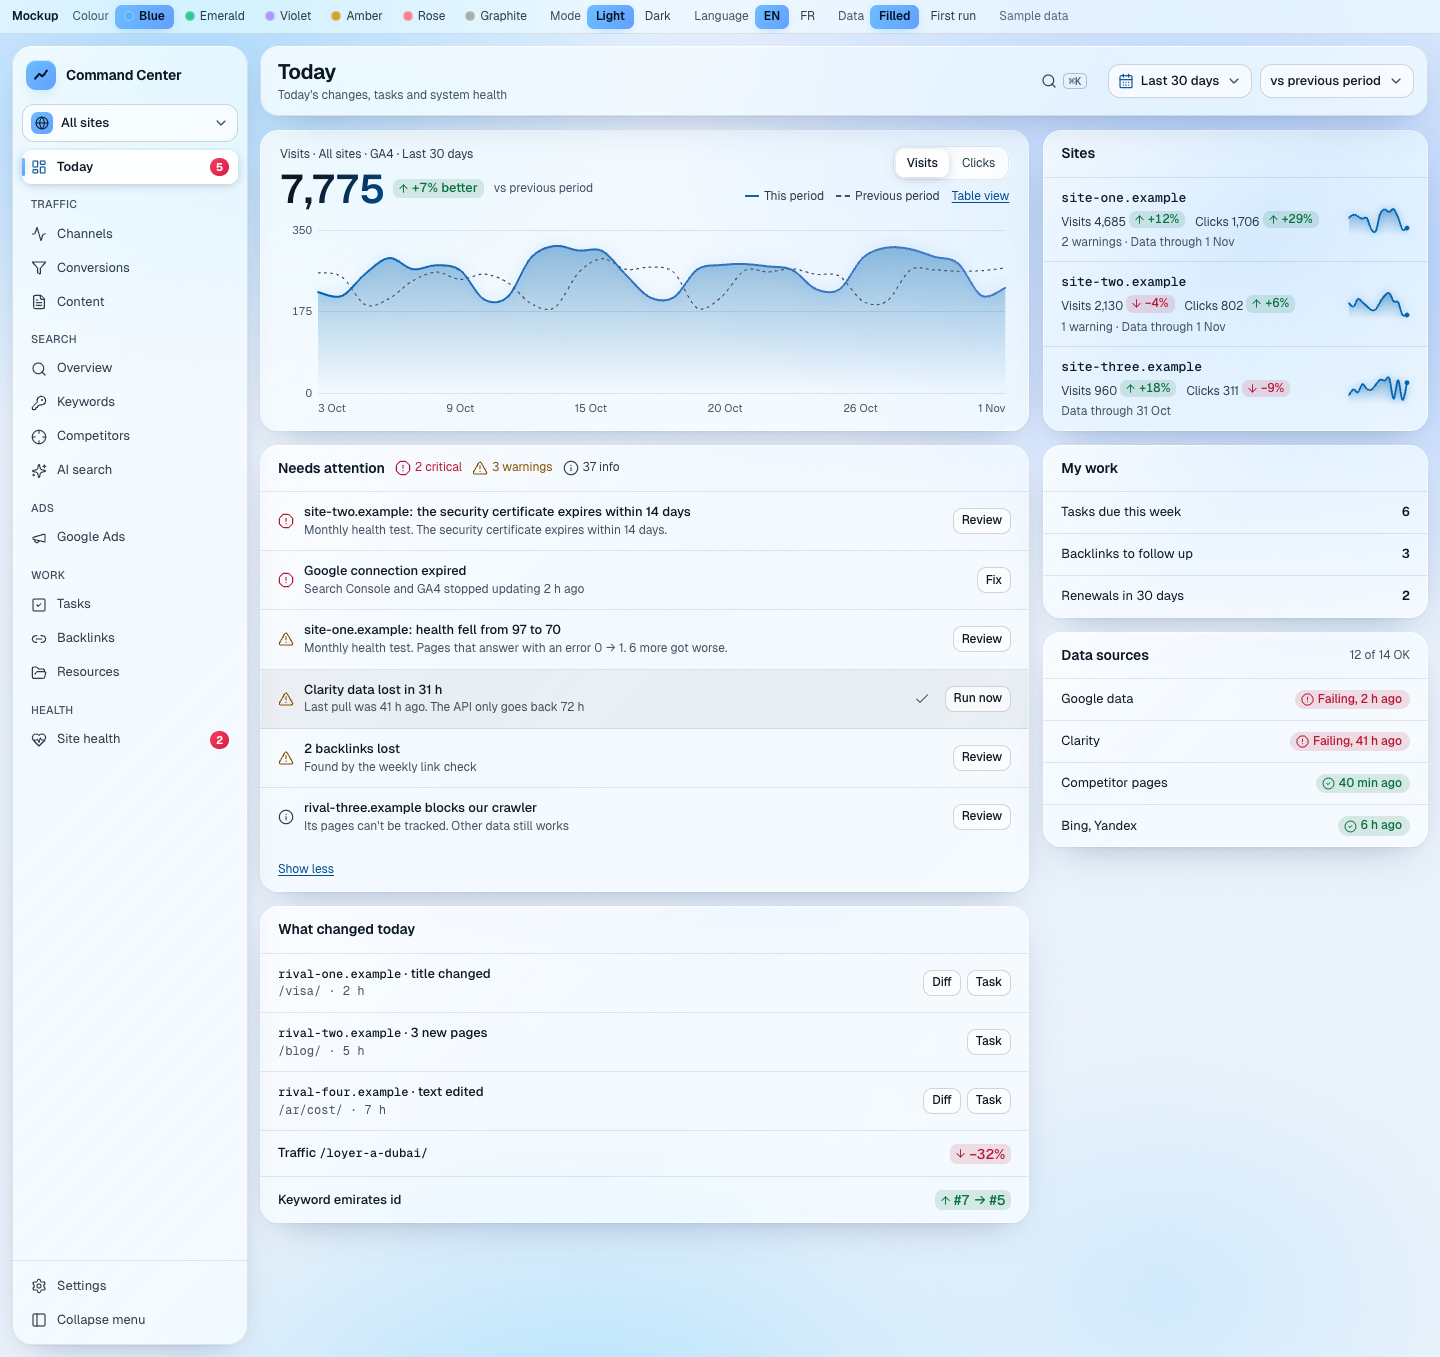 Mockup Colour Blue Emerald Violet Amber Rose Graphite Mode Light Dark Language EN FR Data Filled First run Sample data
Command Center
All sites
Today 5
TRAFFIC
Channels
Conversions
Content
SEARCH
Overview
Keywords
Competitors
AI search
ADS
Google Ads
WORK
Tasks
Backlinks
Resources
HEALTH
Site health 2
Settings
Collapse menu
Today
Today's changes, tasks and system health
⌘K
Last 30 days
vs previous period
Visits · All sites · GA4 · Last 30 days
7,775 ↑ +7% better vs previous period
Visits Clicks
This period Previous period Table view
350
175
0
3 Oct 9 Oct 15 Oct 20 Oct 26 Oct 1 Nov
Needs attention 2 critical 3 warnings 37 info
site-two.example: the security certificate expires within 14 days
Monthly health test. The security certificate expires within 14 days.
Review
Google connection expired
Search Console and GA4 stopped updating 2 h ago
Fix
site-one.example: health fell from 97 to 70
Monthly health test. Pages that answer with an error 0 → 1. 6 more got worse.
Review
Clarity data lost in 31 h
Last pull was 41 h ago. The API only goes back 72 h
Run now
2 backlinks lost
Found by the weekly link check
Review
rival-three.example blocks our crawler
Its pages can't be tracked. Other data still works
Review
Show less
What changed today
rival-one.example · title changed
/visa/ · 2 h
Diff Task
rival-two.example · 3 new pages
/blog/ · 5 h
Task
rival-four.example · text edited
/ar/cost/ · 7 h
Diff Task
Traffic /loyer-a-dubai/ ↓ −32%
Keyword emirates id ↑ #7 → #5
Sites
site-one.example
Visits 4,685 ↑ +12% Clicks 1,706 ↑ +29%
2 warnings · Data through 1 Nov
site-two.example
Visits 2,130 ↓ −4% Clicks 802 ↑ +6%
1 warning · Data through 1 Nov
site-three.example
Visits 960 ↑ +18% Clicks 311 ↓ −9%
Data through 31 Oct
My work
Tasks due this week 6
Backlinks to follow up 3
Renewals in 30 days 2
Data sources 12 of 14 OK
Google data Failing, 2 h ago
Clarity Failing, 41 h ago
Competitor pages 40 min ago
Bing, Yandex 6 h ago